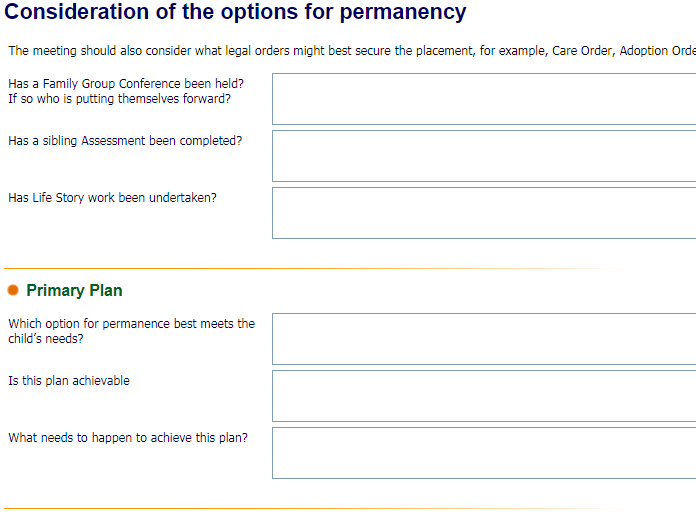 Consideration of the options for permanency
The meeting should also consider what legal orders might best secure the placement, for example, Care Order, Adoption Orde
Has a Family Group Conference been held?
If so who is putting themselves forward?
Has a sibling Assessment been completed?
Has Life Story work been undertaken?
Primary Plan
Which option for permanence best meets the
child's needs?
Is this plan achievable
What needs to happen to achieve this plan?